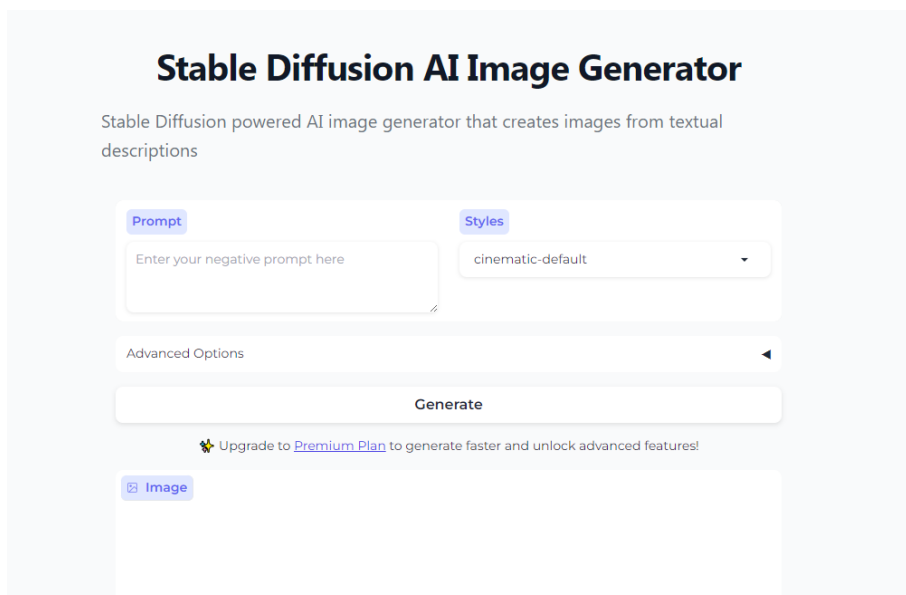 Stable Diffusion AI Image Generator
Stable Diffusion powered AI image generator that creates images from textual
descriptions
Prompt
Enter your negative prompt here
Styles
cinematic-default
Advanced Options
Generate
✨ Upgrade to Premium Plan to generate faster and unlock advanced features!
Image